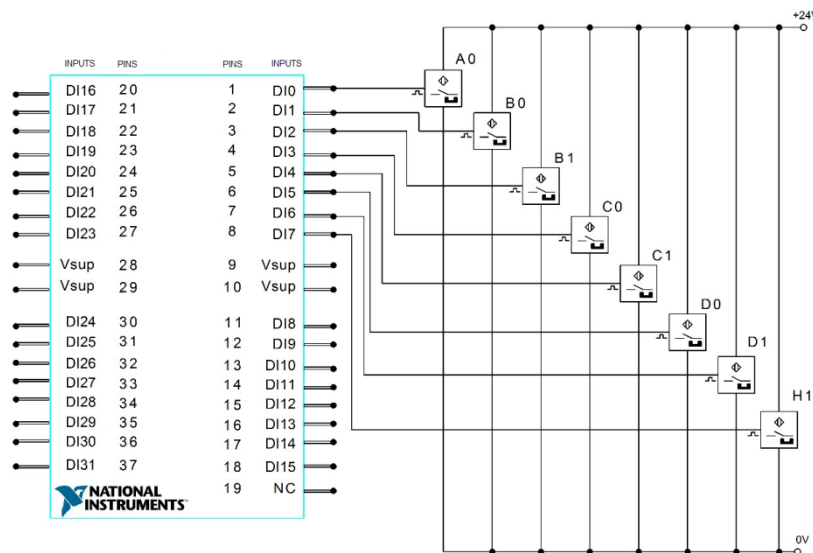 +24V
INPUTS PINS PINS INPUTS
DI16 20 1 DI0 A0
DI17 21 2 DI1 B0
DI18 22 3 DI2
DI19 23 4 DI3 B1
DI20 24 5 DI4
DI21 25 6 DI5 C0
DI22 26 7 DI6
DI23 27 8 DI7
Vsup 28 9 Vsup C1
Vsup 29 10 Vsup
D0
DI24 30 11 DI8
DI25 31 12 DI9 D1
DI26 32 13 DI10
DI27 33 14 DI11
DI28 34 15 DI12 H1
DI29 35 16 DI13
DI30 36 17 DI14
DI31 37 18 DI15
19 NC
NATIONAL
INSTRUMENTS™
0V